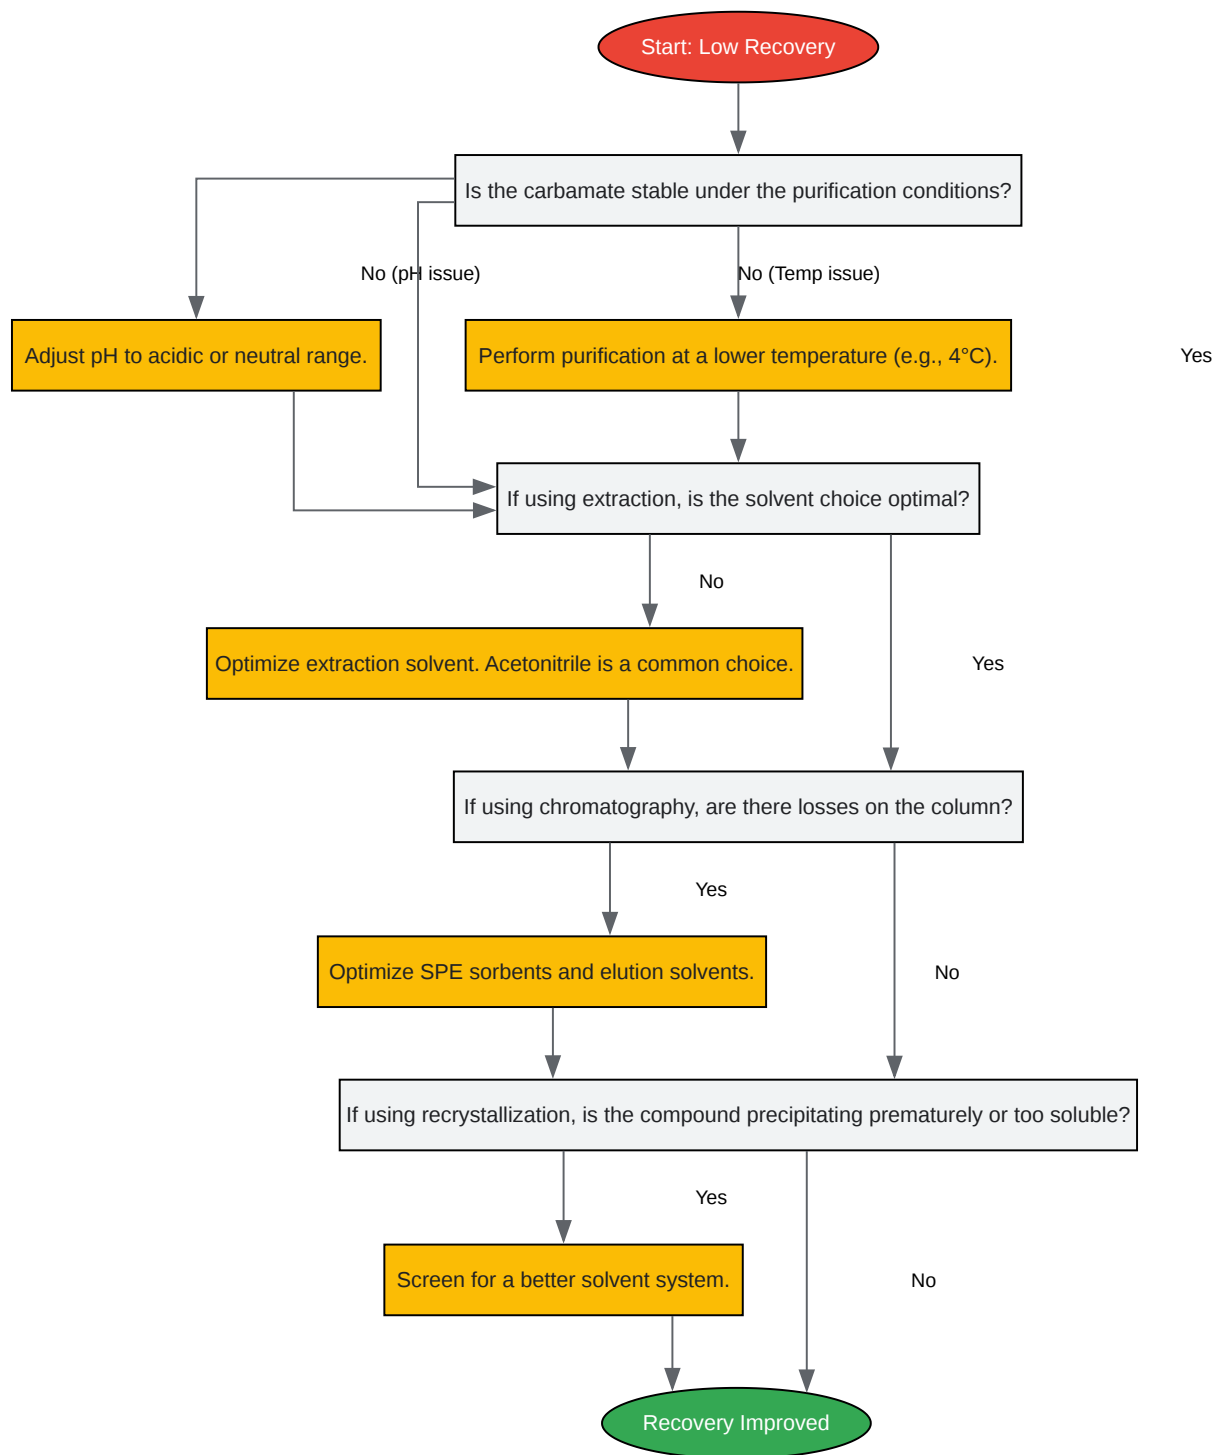 Start: Low Recovery
Is the carbamate stable under the purification conditions?
No (pH issue)
No (Temp issue)
Adjust pH to acidic or neutral range.
Perform purification at a lower temperature (e.g., 4°C).
Yes
If using extraction, is the solvent choice optimal?
No
Optimize extraction solvent. Acetonitrile is a common choice.
Yes
If using chromatography, are there losses on the column?
Yes
Optimize SPE sorbents and elution solvents.
No
If using recrystallization, is the compound precipitating prematurely or too soluble?
Yes
Screen for a better solvent system.
No
Recovery Improved